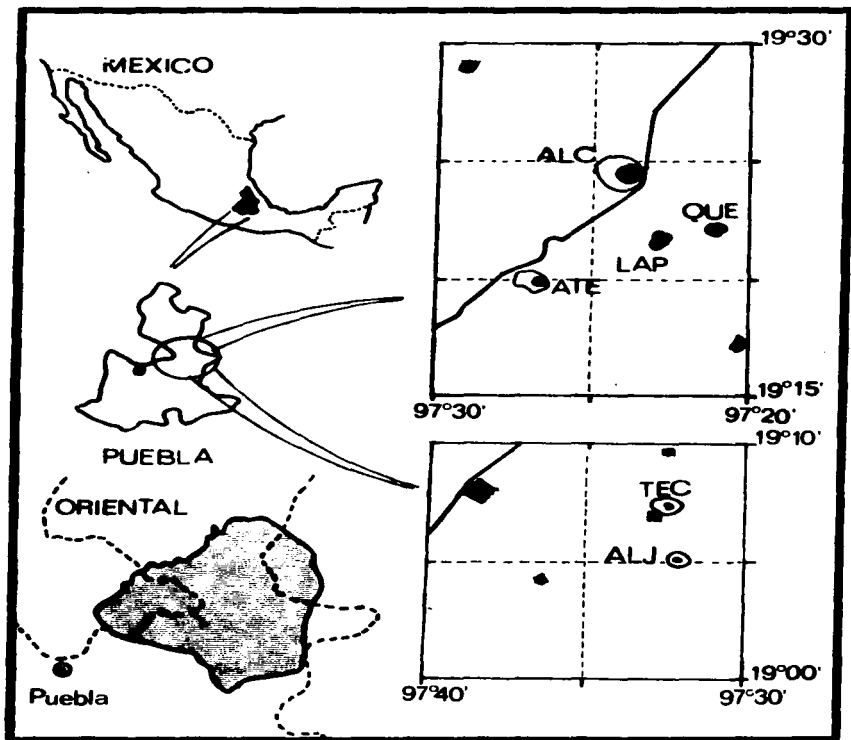 MEXICO
PUEBLA
ORIENTAL
Puebla
19°30'
ALC
QUE
LAP
ATE
19°15'
97°30'
97°20'
19°10'
TEC
ALJ
19°00'
97°40'
97°30'